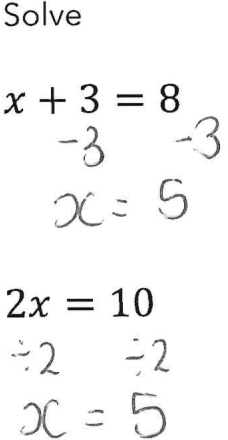 Solve
x + 3 = 8
-3 -3
x = 5
2x = 10
÷2 ÷2
x = 5